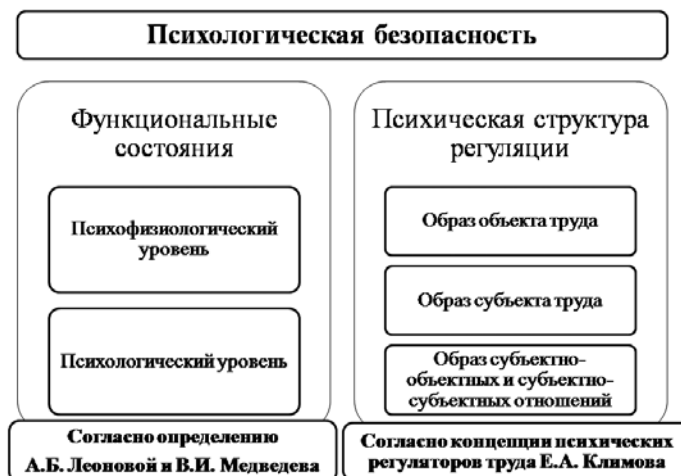 Психологическая безопасность
Функциональные
состояния
Психофизиологический
уровень
Психологический уровень
Согласно определению
А.Б. Леоновой и В.И. Медведева
Психическая структура
регуляции
Образ объекта труда
Образ субъекта труда
Образ субъектно-
объектных и субъектно-
субъектных отношений
Согласно концепции психических
регуляторов труда Е.А. Климова